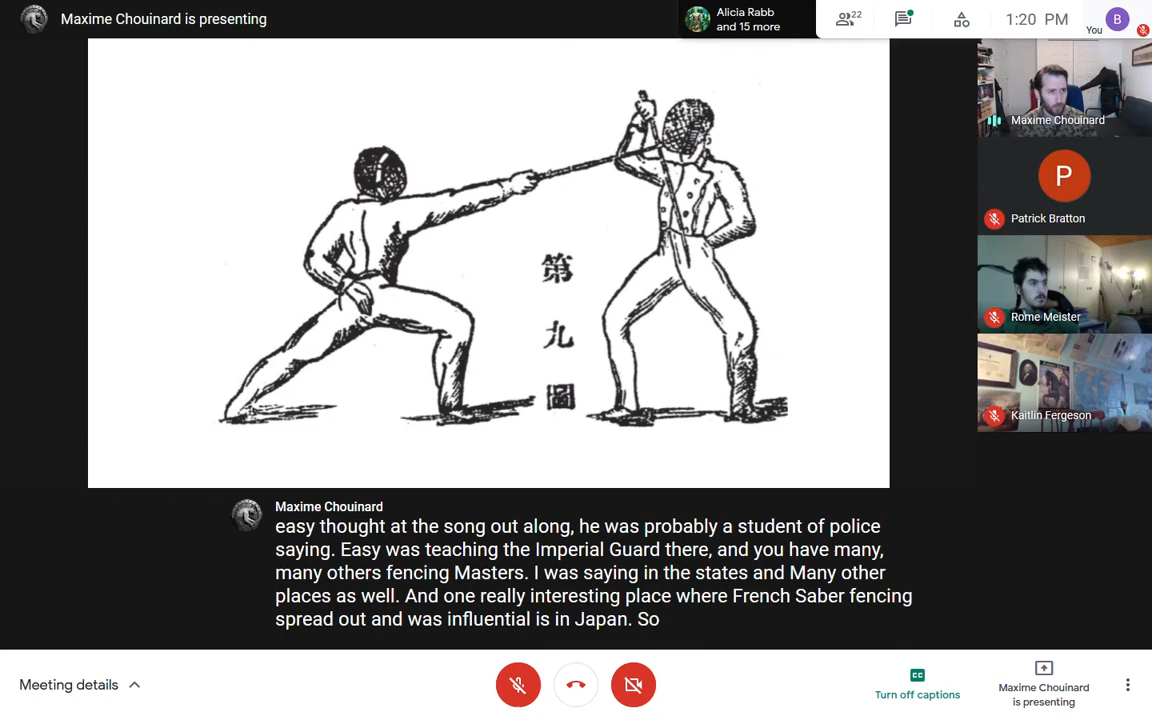 Maxime Chouinard is presenting
Alicia Rabb
and 15 more
22
1:20 PM
You
B
Maxime Chouinard
P
Patrick Bratton
Rome Meister
Kaitlin Fergeson
第
九
圖
Maxime Chouinard
easy thought at the song out along, he was probably a student of police
saying. Easy was teaching the Imperial Guard there, and you have many,
many others fencing Masters. I was saying in the states and Many other
places as well. And one really interesting place where French Saber fencing
spread out and was influential is in Japan. So
Meeting details
CC
Turn off captions
Maxime Chouinard
is presenting